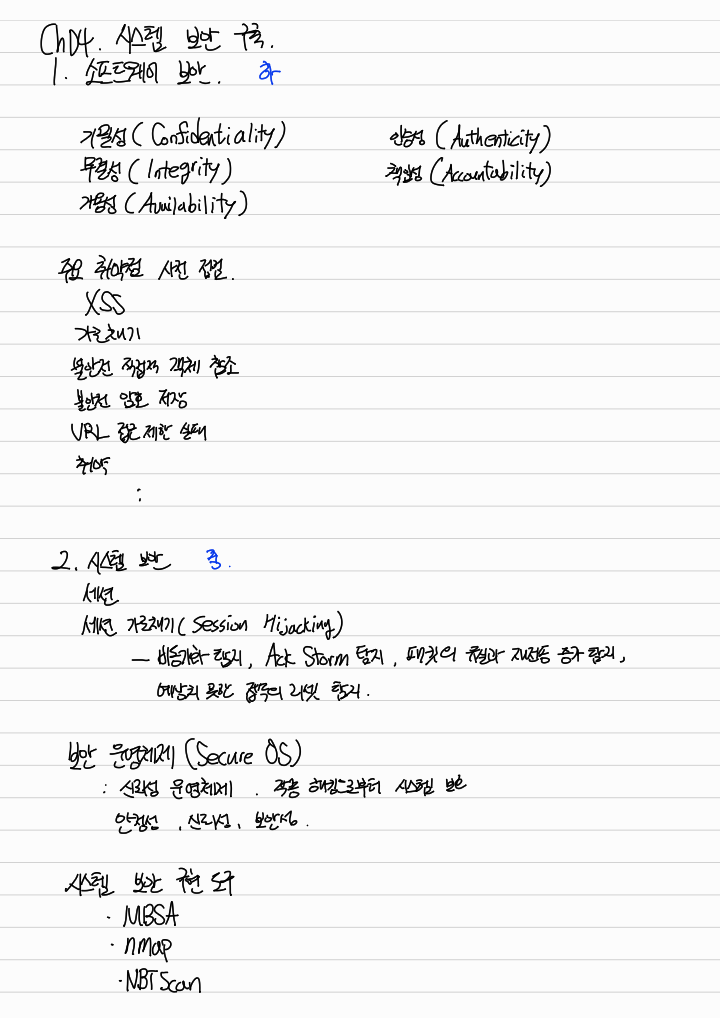 Ch04. 시스템 보안 구축.
1. 소프트웨어 보안. 하
기밀성 (Confidentiality) 인증성 (Authenticity)
무결성 (Integrity) 책임성 (Accountability)
가용성 (Availability)
주요 취약점 사전 점검.
XSS
가로채기
불안전 직접적 객체 참조
불안전 암호 저장
URL 접근 제한 실패
취약
:
2. 시스템 보안 중.
세션
세션 가로채기 (Session Hijacking)
— 비동기화 탐지, Ack Storm 탐지, 패킷의 유실과 재전송 증가 탐지,
예상치 못한 접속의 리셋 탐지.
보안 운영체제 (Secure OS)
: 신뢰성 운영체제. 각종 해킹으로부터 시스템 보호
안정성, 신뢰성, 보안성.
시스템 보안 구현 도구
· MBSA
· nmap
· NBTScan